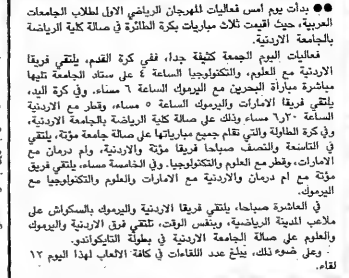 ●● بدأت يوم امس فعاليات المهرجان الرياضي الاول لطلاب الجامعات
العربية، حيث اقيمت ثلاث مباريات بكرة الطائرة في صالة كلية الرياضة
بالجامعة الاردنية.
فعاليات اليوم الجمعة كثيفة جدا، ففي كرة القدم، يلتقي فريقا
الاردنية مع العلوم، والتكنولوجيا الساعة ٤ على ستاد الجامعة تليها
مباشرة مباراة البحرين مع اليرموك الساعة ٦ مساء. وفي كرة اليد،
يلتقي فريقا الامارات واليرموك الساعة ٥ مساء، وقطر مع الاردنية
الساعة ٦٫٣٠ مساء وذلك على صالة كلية الرياضة بالجامعة الاردنية،
وفي كرة الطاولة والتي تقام جميع مبارياتها على صالة جامعة مؤتة، يلتقي
في التاسعة والنصف صباحا فريقا مؤتة والاردنية، وام درمان مع
الامارات، وقطر مع العلوم والتكنولوجيا. وفي الخامسة مساء، يلتقي فريق
مؤتة مع ام درمان والاردنية مع الامارات والعلوم والتكنولوجيا مع
اليرموك.
في العاشرة صباحا، يلتقي فريقا الاردنية واليرموك بالسكواش على
ملاعب المدينة الرياضية، وبنفس الوقت، تلتقي فرق الاردنية واليرموك
والعلوم على صالة الجامعة الاردنية في بطولة التايكواندو.
وعلى ضوء ذلك، يبلغ عدد اللقاءات في كافة الالعاب لهذا اليوم ١٣
لقاء.